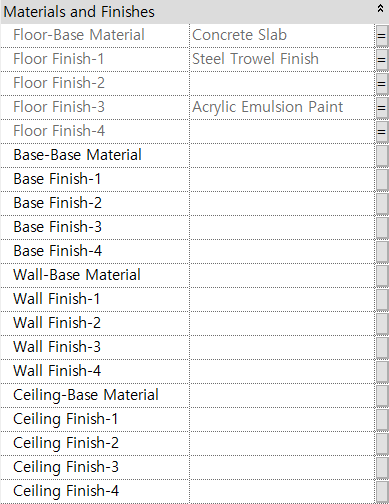 Materials and Finishes
Floor-Base Material Concrete Slab =
Floor Finish-1 Steel Trowel Finish =
Floor Finish-2 =
Floor Finish-3 Acrylic Emulsion Paint =
Floor Finish-4 =
Base-Base Material
Base Finish-1
Base Finish-2
Base Finish-3
Base Finish-4
Wall-Base Material
Wall Finish-1
Wall Finish-2
Wall Finish-3
Wall Finish-4
Ceiling-Base Material
Ceiling Finish-1
Ceiling Finish-2
Ceiling Finish-3
Ceiling Finish-4